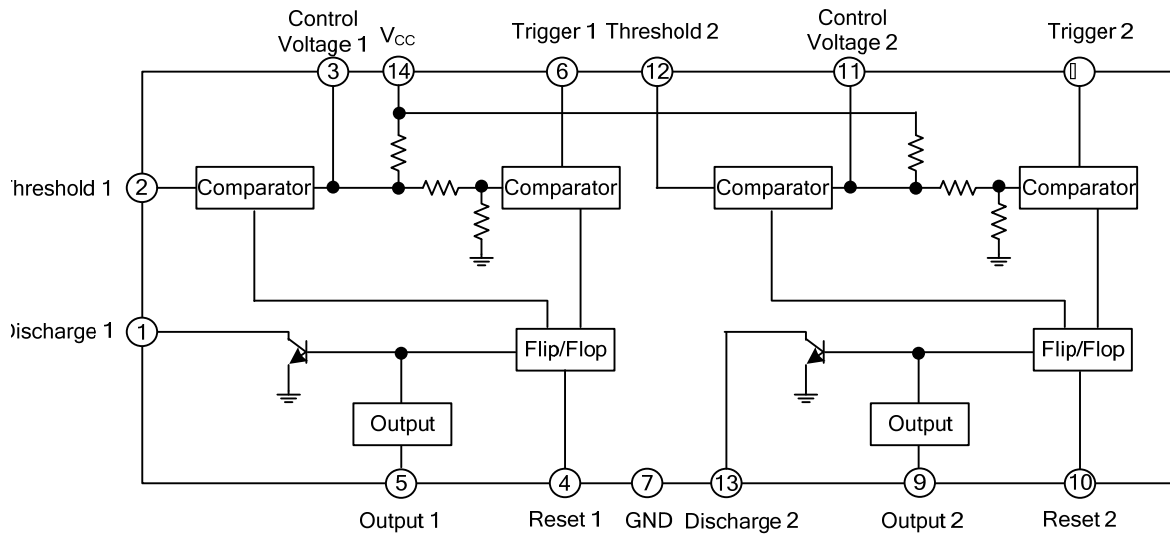 Control
Voltage 1
VCC
Trigger 1
Threshold 2
Control
Voltage 2
Trigger 2
3
14
6
12
11
Threshold 1
2
Comparator
Comparator
Comparator
Comparator
Discharge 1
1
Flip/Flop
Flip/Flop
Output
Output
5
4
7
13
9
10
Output 1
Reset 1
GND
Discharge 2
Output 2
Reset 2